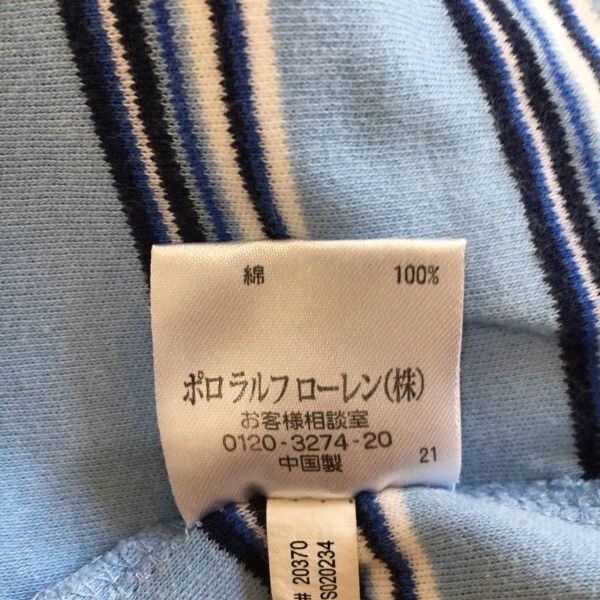 綿 100%
ポロ ラルフ ローレン(株)
お客様相談室
0120-3274-20
中国製 21
# 20370
S020234